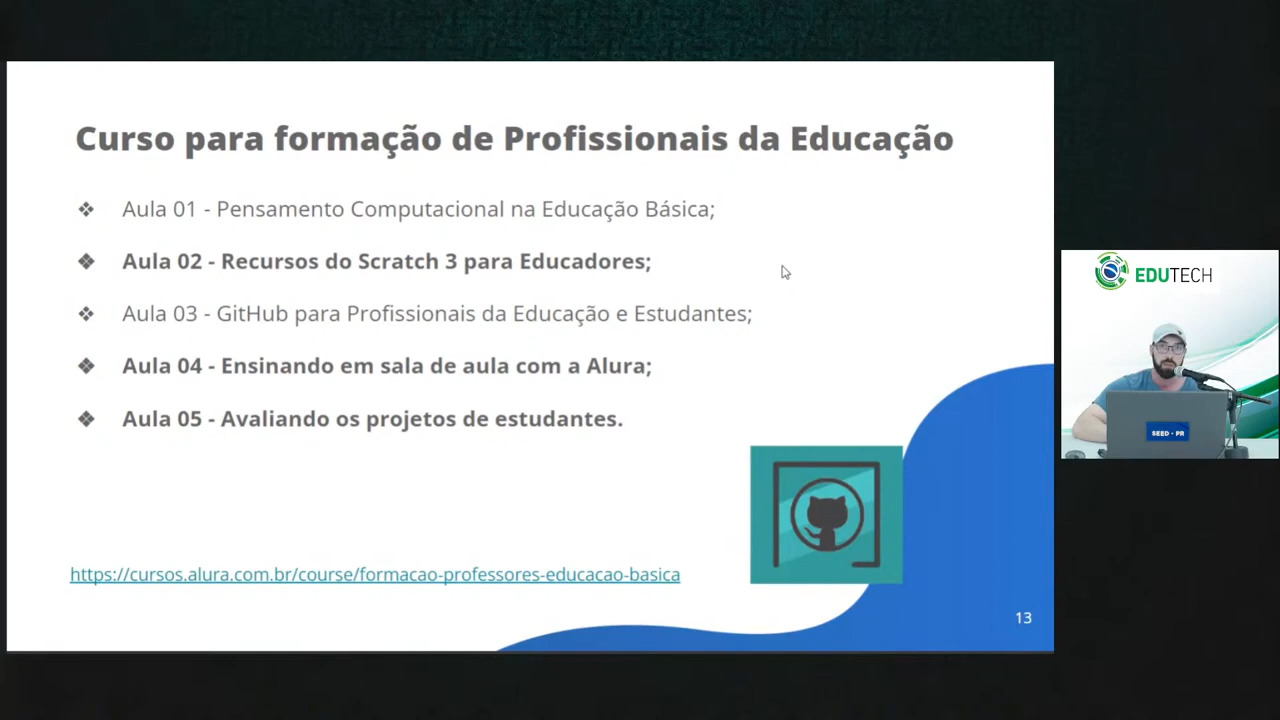 Curso para formação de Profissionais da Educação
❖ Aula 01 - Pensamento Computacional na Educação Básica;
❖ Aula 02 - Recursos do Scratch 3 para Educadores;
❖ Aula 03 - GitHub para Profissionais da Educação e Estudantes;
❖ Aula 04 - Ensinando em sala de aula com a Alura;
❖ Aula 05 - Avaliando os projetos de estudantes.
https://cursos.alura.com.br/course/formacao-professores-educacao-basica
13
EDUTECH
SEED - PR